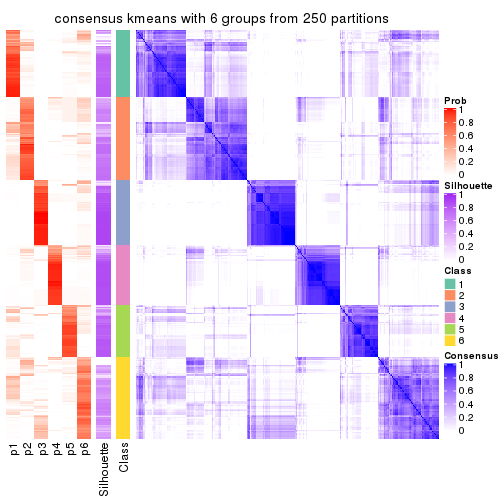 consensus kmeans with 6 groups from 250 partitions
Prob
1
0.8
0.6
0.4
0.2
0
Silhouette
1
0.8
0.6
0.4
0.2
0
Class
1
2
3
4
5
6
Consensus
1
0.8
0.6
0.4
0.2
0
p1
p2
p3
p4
p5
p6
Silhouette
Class